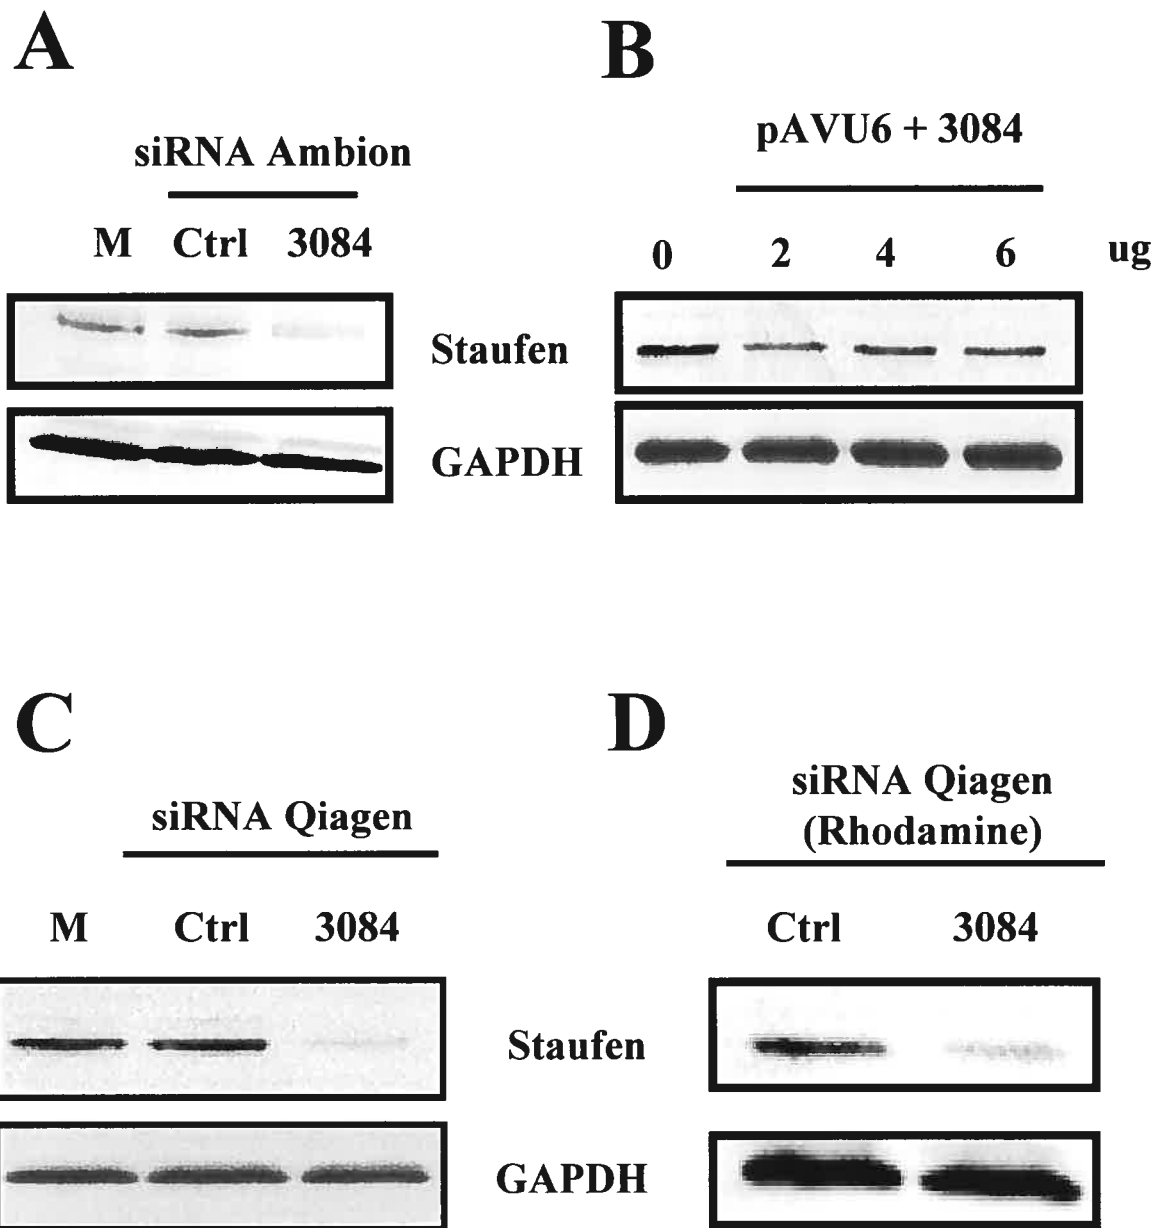 A
siRNA Ambion
M Ctrl 3084
B
pAVU6 + 3084
0 2 4 6 ug
Staufen
GAPDH
C
siRNA Qiagen
M Ctrl 3084
D
siRNA Qiagen
(Rhodamine)
Ctrl 3084
Staufen
GAPDH